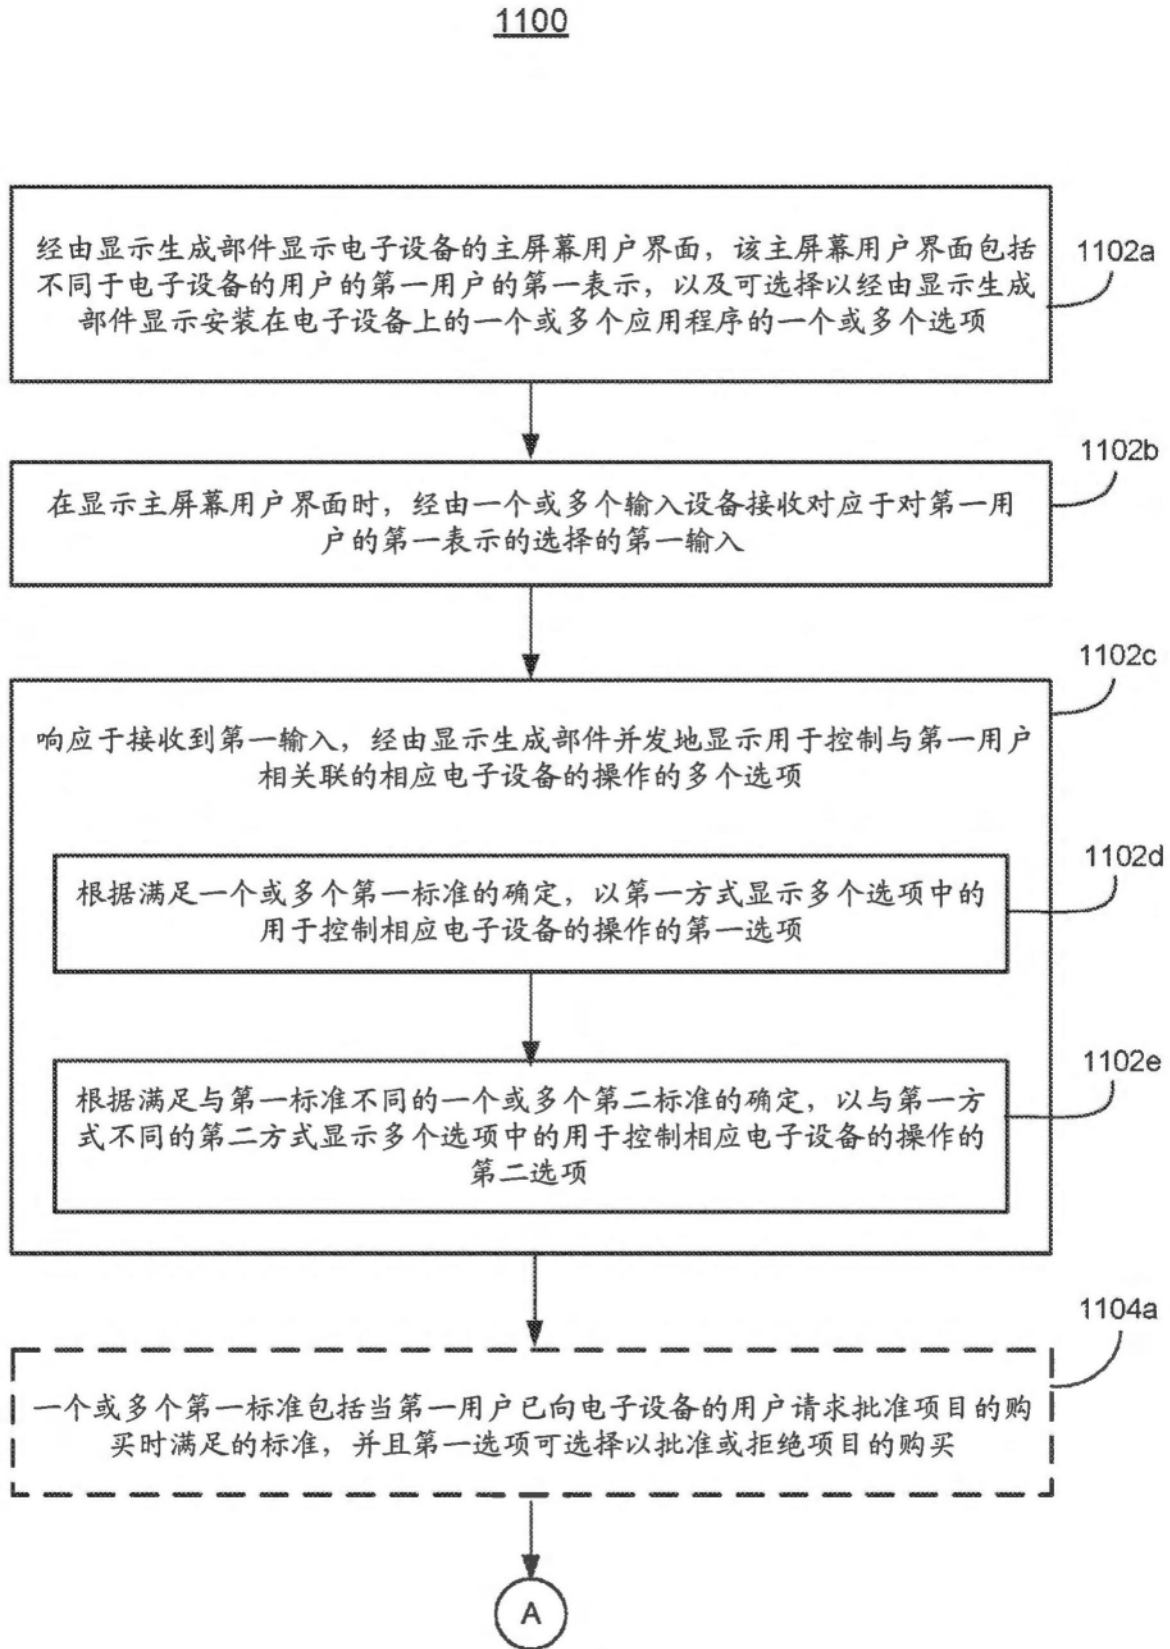 1100
1102a
经由显示生成部件显示电子设备的主屏幕用户界面，该主屏幕用户界面包括
不同于电子设备的用户的第一用户的第一表示，以及可选择以经由显示生成
部件显示安装在电子设备上的一个或多个应用程序的一个或多个选项
1102b
在显示主屏幕用户界面时，经由一个或多个输入设备接收对应于对第一用
户的第一表示的选择的第一输入
1102c
响应于接收到第一输入，经由显示生成部件并发地显示用于控制与第一用户
相关联的相应电子设备的操作的多个选项
1102d
根据满足一个或多个第一标准的确定，以第一方式显示多个选项中的
用于控制相应电子设备的操作的第一选项
1102e
根据满足与第一标准不同的一个或多个第二标准的确定，以与第一方
式不同的第二方式显示多个选项中的用于控制相应电子设备的操作的
第二选项
1104a
一个或多个第一标准包括当第一用户已向电子设备的用户请求批准项目的购
买时满足的标准，并且第一选项可选择以批准或拒绝项目的购买
A